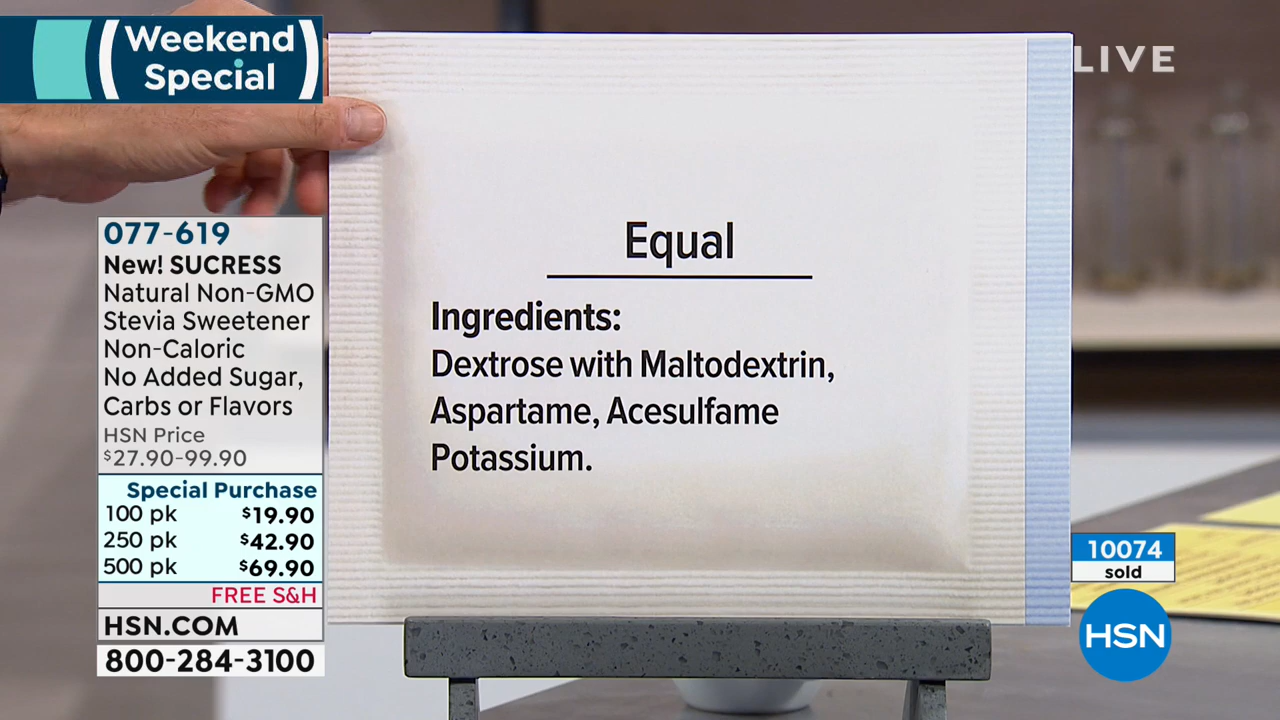 (Weekend
Special)
LIVE
077-619
New! SUCRESS
Natural Non-GMO
Stevia Sweetener
Non-Caloric
No Added Sugar,
Carbs or Flavors
HSN Price
$27.90-99.90
Special Purchase
100 pk $19.90
250 pk $42.90
500 pk $69.90
FREE S&H
HSN.COM
800-284-3100
Equal
Ingredients:
Dextrose with Maltodextrin,
Aspartame, Acesulfame
Potassium.
10074
sold
HSN